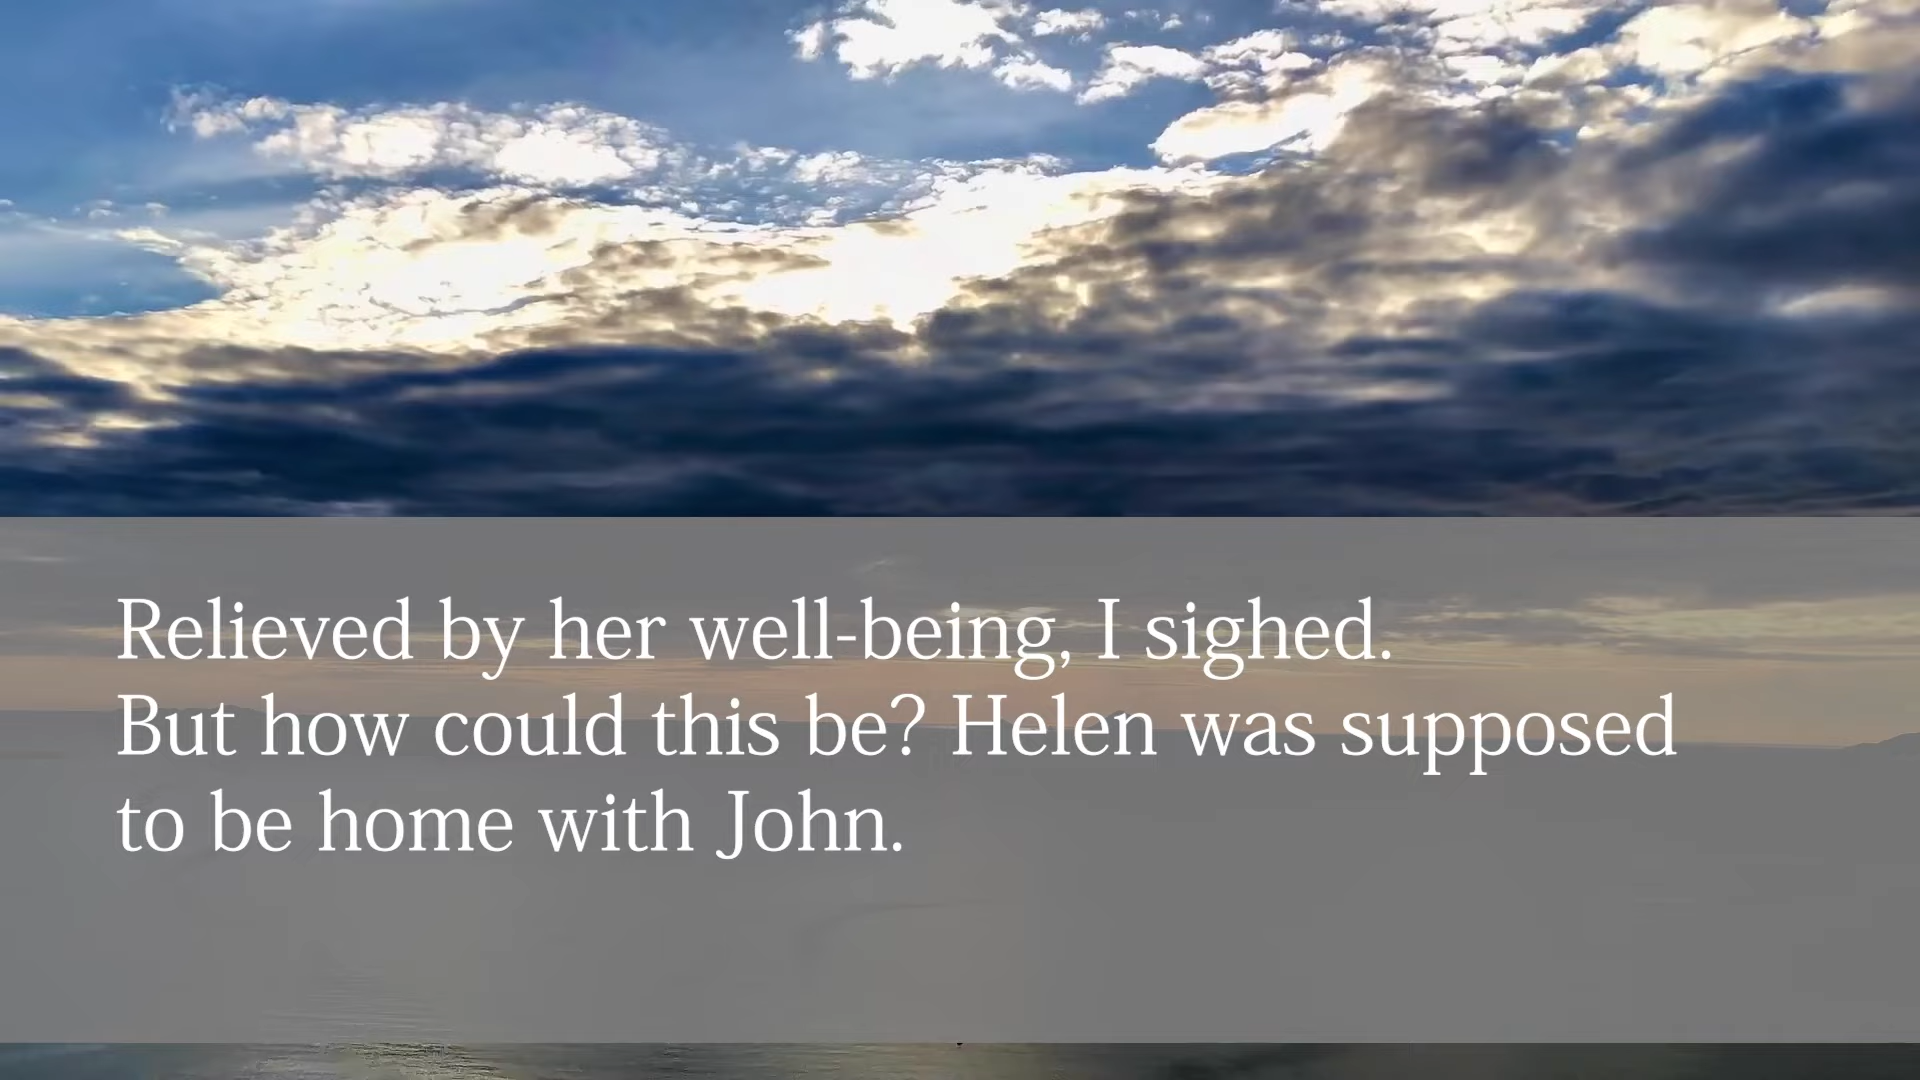 Relieved by her well-being, I sighed.
But how could this be? Helen was supposed
to be home with John.